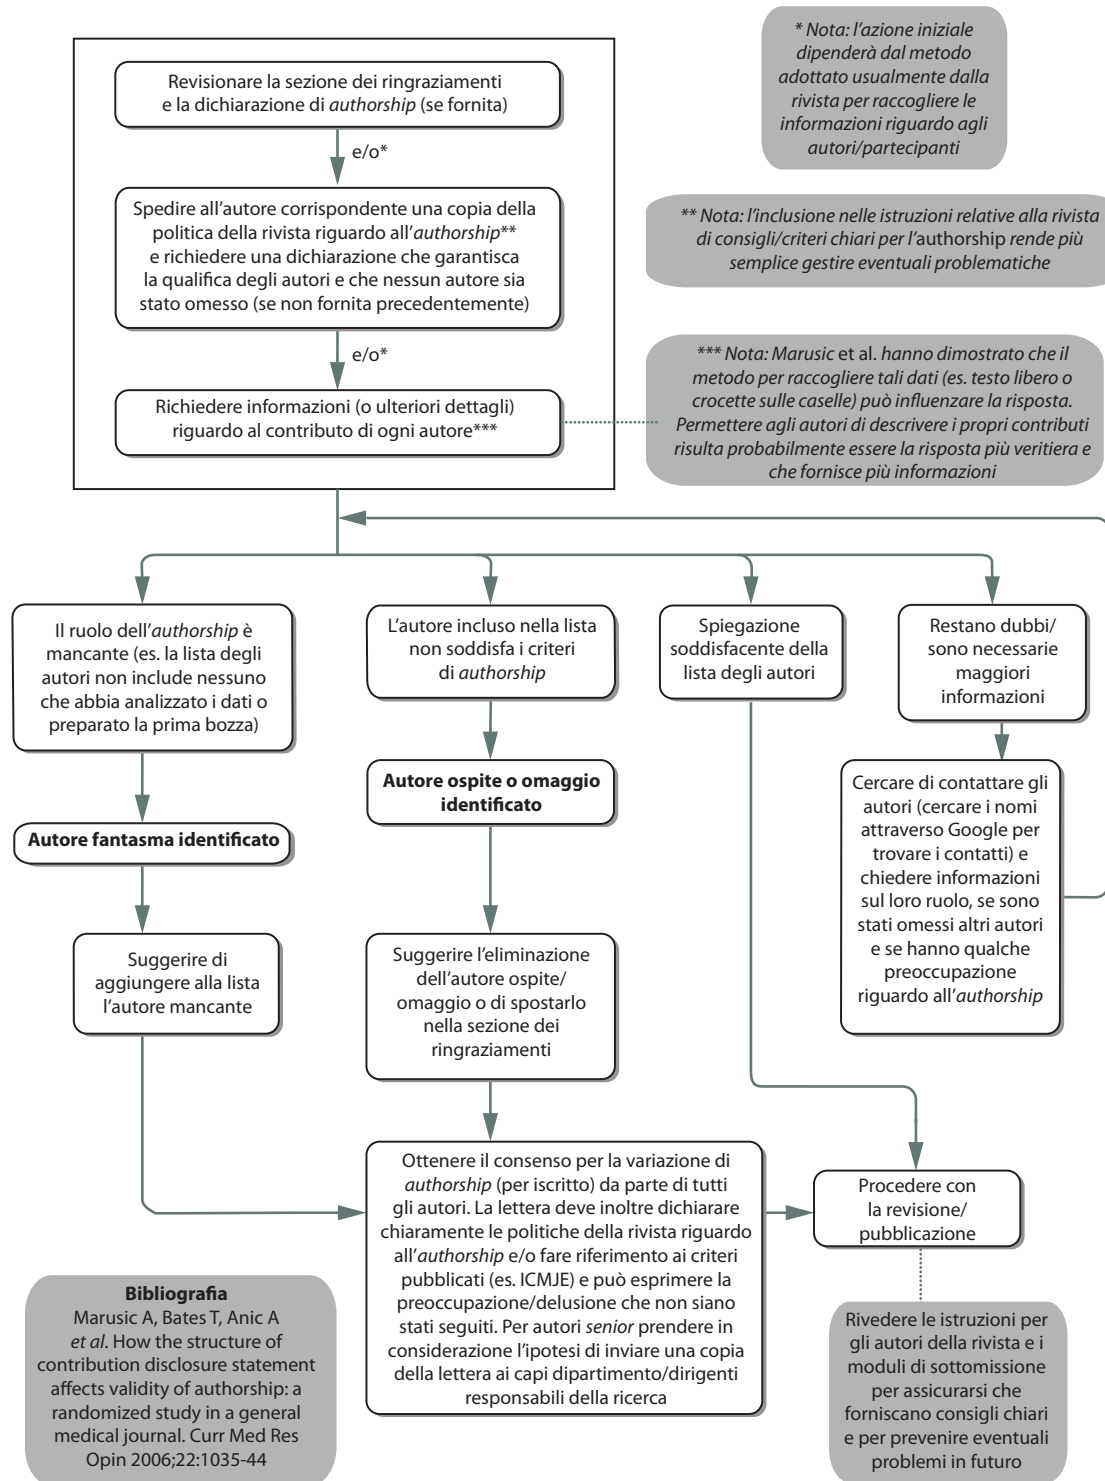 Revisionare la sezione dei ringraziamenti
e la dichiarazione di authorship (se fornita)
e/o*
Spedire all'autore corrispondente una copia della
politica della rivista riguardo all'authorship**
e richiedere una dichiarazione che garantisca
la qualifica degli autori e che nessun autore sia
stato omesso (se non fornita precedentemente)
e/o*
Richiedere informazioni (o ulteriori dettagli)
riguardo al contributo di ogni autore***
* Nota: l'azione iniziale
dipenderà dal metodo
adottato usualmente dalla
rivista per raccogliere le
informazioni riguardo agli
autori/partecipanti
** Nota: l'inclusione nelle istruzioni relative alla rivista
di consigli/criteri chiari per l'authorship rende più
semplice gestire eventuali problematiche
*** Nota: Marusic et al. hanno dimostrato che il
metodo per raccogliere tali dati (es. testo libero o
crocette sulle caselle) può influenzare la risposta.
Permettere agli autori di descrivere i propri contributi
risulta probabilmente essere la risposta più veritiera e
che fornisce più informazioni
Il ruolo dell'authorship è
mancante (es. la lista degli
autori non include nessuno
che abbia analizzato i dati o
preparato la prima bozza)
Autore fantasma identificato
Suggerire di
aggiungere alla lista
l'autore mancante
L'autore incluso nella lista
non soddisfa i criteri
di authorship
Autore ospite o omaggio
identificato
Suggerire l'eliminazione
dell'autore ospite/
omaggio o di spostarlo
nella sezione dei
ringraziamenti
Spiegazione
soddisfacente della
lista degli autori
Restano dubbi/
sono necessarie
maggiori
informazioni
Cercare di contattare gli
autori (cercare i nomi
attraverso Google per
trovare i contatti) e
chiedere informazioni
sul loro ruolo, se sono
stati omessi altri autori
e se hanno qualche
preoccupazione
riguardo all'authorship
Ottenere il consenso per la variazione di
authorship (per iscritto) da parte di tutti
gli autori. La lettera deve inoltre dichiarare
chiaramente le politiche della rivista riguardo
all'authorship e/o fare riferimento ai criteri
pubblicati (es. ICMJE) e può esprimere la
preoccupazione/delusione che non siano
stati seguiti. Per autori senior prendere in
considerazione l'ipotesi di inviare una copia
della lettera ai capi dipartimento/dirigenti
responsabili della ricerca
Procedere con
la revisione/
pubblicazione
Bibliografia
Marusic A, Bates T, Anic A
et al. How the structure of
contribution disclosure statement
affects validity of authorship: a
randomized study in a general
medical journal. Curr Med Res
Opin 2006;22:1035-44
Rivedere le istruzioni per
gli autori della rivista e i
moduli di sottomissione
per assicurarsi che
forniscano consigli chiari
e per prevenire eventuali
problemi in futuro